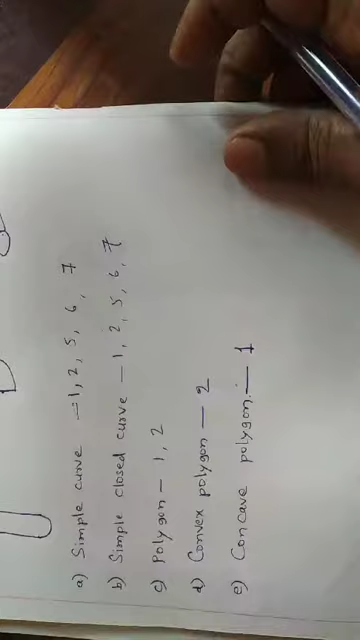 a) Simple curve — 1, 2, 5, 6, 7
b) Simple closed curve — 1, 2, 5, 6, 7
c) Polygon — 1, 2
d) Convex polygon — 2
e) Concave polygon. — 1